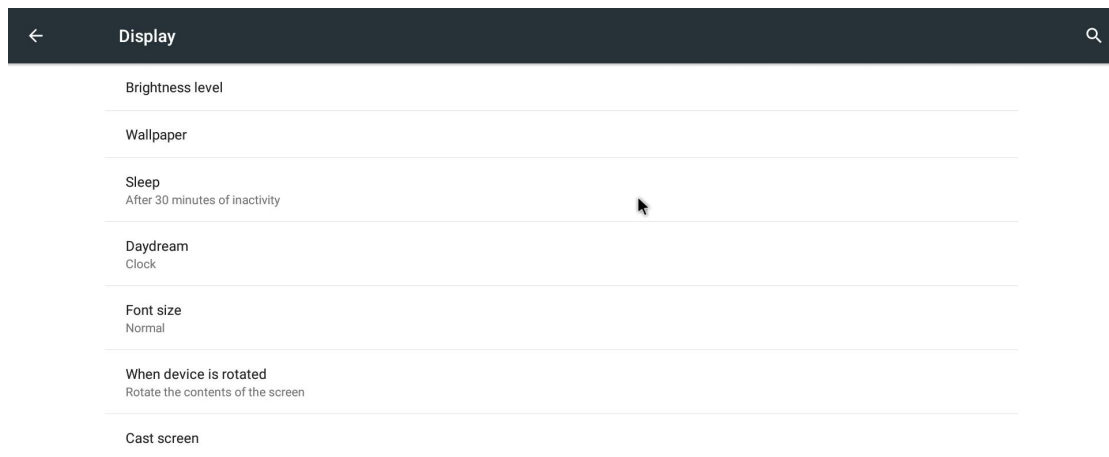 Display
Brightness level
Wallpaper
Sleep
After 30 minutes of inactivity
Daydream
Clock
Font size
Normal
When device is rotated
Rotate the contents of the screen
Cast screen